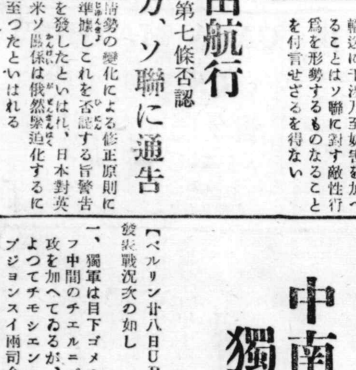 ることはソ聯に對す敵性行
爲を形勢するものなること
を付言せざるを得ない
航行
第七條否認
、ソ聯に通告
情勢の變化による修正原則に
準據しこれを否認する旨警告
を發したといはれ、日本對英
米ソ關係は俄然緊迫化するに
至つたといはれる
中南
獨
【ベルリン廿八日UP
發表戰況次の如し
一、獨軍は目下ゴメ
フ中間のチエルニ
攻を加へてゐるが、
よつてチモシエン
ブジョンスイ兩司